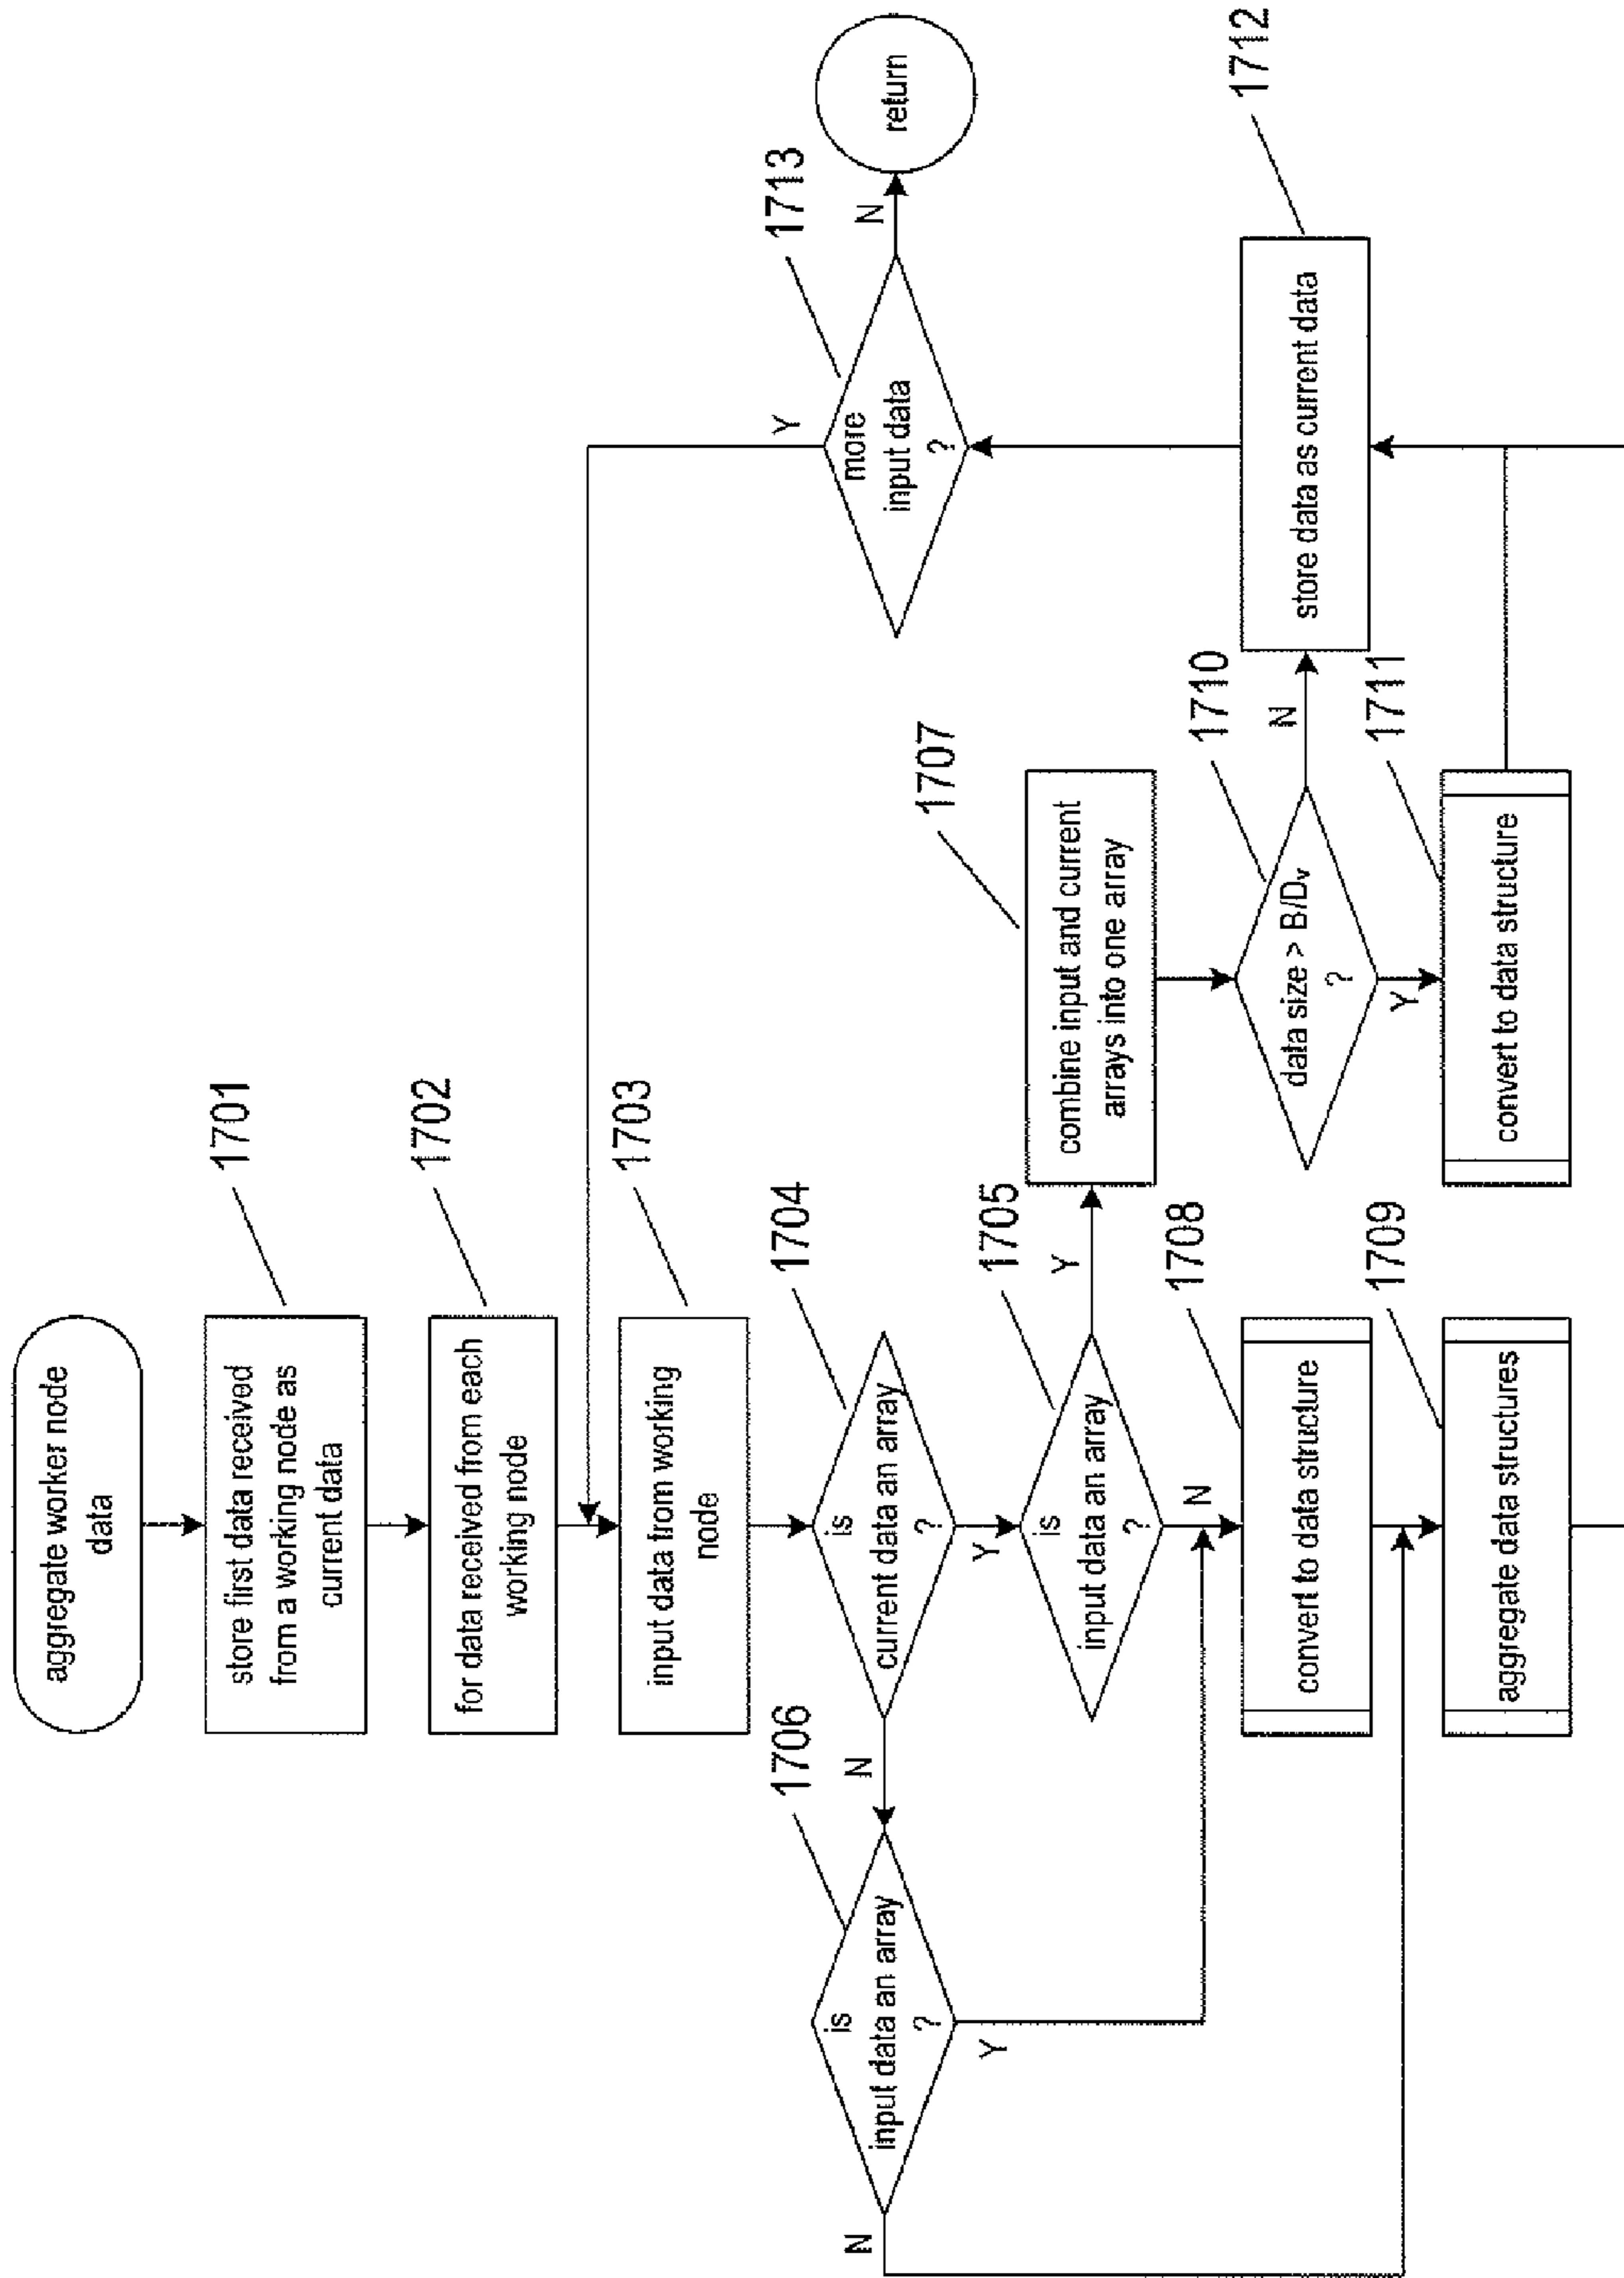 aggregate worker node
data
1701
store first data received
from a working node as
current data
1702
for data received from each
working node
1703
input data from working
node
1704
is
current data an array
?
N
Y
1706
is
input data an array
?
Y
N
1705
is
input data an array
?
Y
N
1707
combine input and current
arrays into one array
1708
convert to data structure
1709
aggregate data structures
1710
data size > B/Dv
?
N
Y
1711
convert to data structure
1712
store data as current data
1713
more
input data
?
Y
N
return